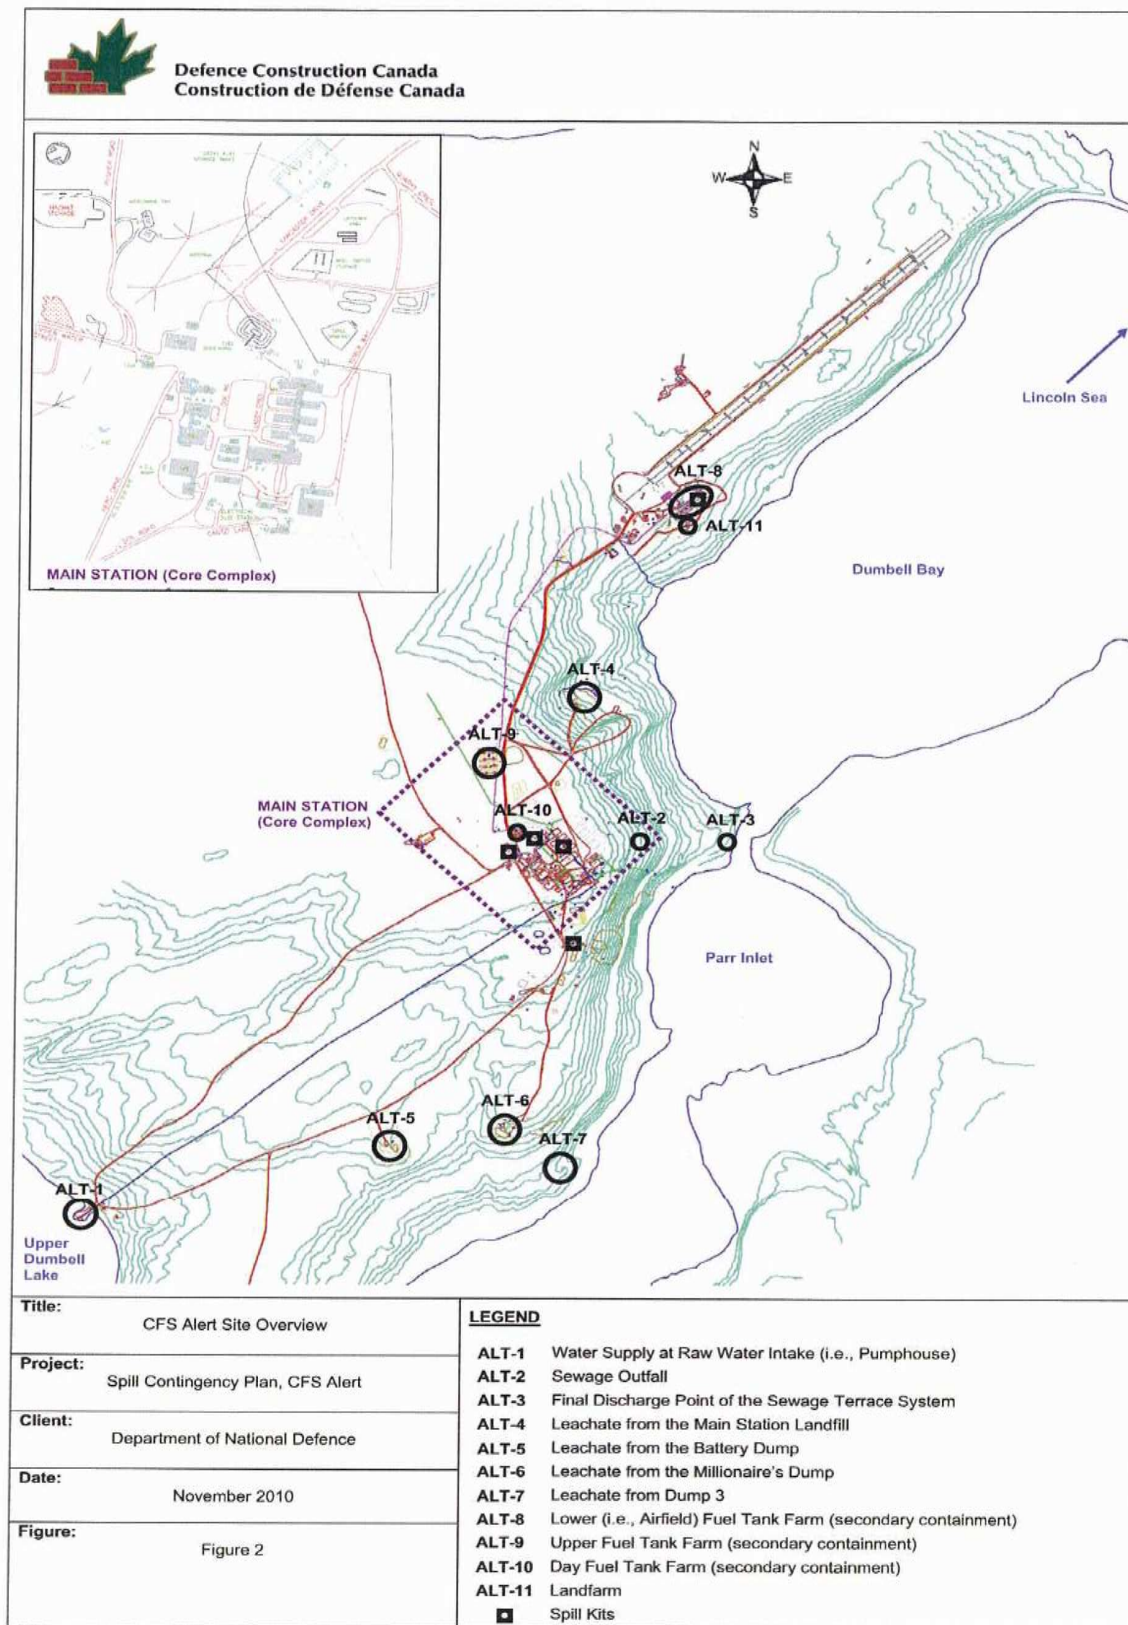 Defence Construction Canada
Construction de Défense Canada
MAIN STATION (Core Complex)
N
W
E
S
Lincoln Sea
ALT-8
ALT-11
Dumbell Bay
ALT-4
ALT-9
MAIN STATION
(Core Complex)
ALT-10
ALT-2
ALT-3
Parr Inlet
ALT-6
ALT-5
ALT-7
ALT-1
Upper
Dumbell
Lake
Title:
CFS Alert Site Overview
Project:
Spill Contingency Plan, CFS Alert
Client:
Department of National Defence
Date:
November 2010
Figure:
Figure 2
LEGEND
ALT-1 Water Supply at Raw Water Intake (i.e., Pumphouse)
ALT-2 Sewage Outfall
ALT-3 Final Discharge Point of the Sewage Terrace System
ALT-4 Leachate from the Main Station Landfill
ALT-5 Leachate from the Battery Dump
ALT-6 Leachate from the Millionaire's Dump
ALT-7 Leachate from Dump 3
ALT-8 Lower (i.e., Airfield) Fuel Tank Farm (secondary containment)
ALT-9 Upper Fuel Tank Farm (secondary containment)
ALT-10 Day Fuel Tank Farm (secondary containment)
ALT-11 Landfarm
Spill Kits